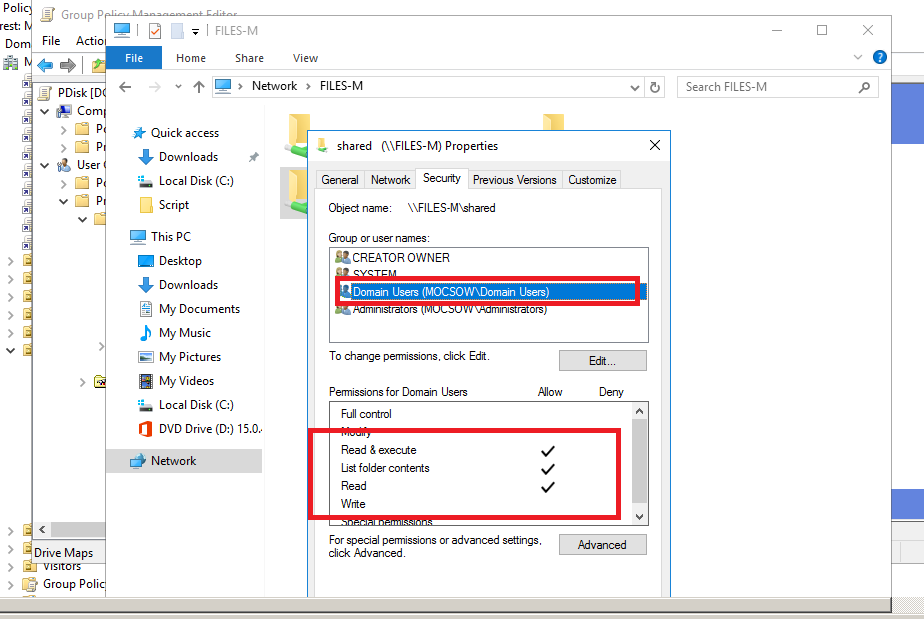 Policy
Group Policy Management Editor
FILES-M
rest: M
File Actio
File Home Share View
Dom
Network FILES-M Search FILES-M
PDisk [DC
Comp
Quick access
Downloads
User C
Local Disk (C:)
Script
This PC
Desktop
Downloads
My Documents
My Music
My Pictures
My Videos
Local Disk (C:)
DVD Drive (D:) 15.0.
Network
Drive Maps
Visitors
Group Polic
shared (\\FILES-M) Properties
General Network Security Previous Versions Customize
Object name: \\FILES-M\shared
Group or user names:
CREATOR OWNER
SYSTEM
Domain Users (MOCSOW\Domain Users)
Administrators (MOCSOW\Administrators)
To change permissions, click Edit.
Edit...
Permissions for Domain Users Allow Deny
Full control
Modify
Read & execute
List folder contents
Read
Write
Special permissions
For special permissions or advanced settings,
click Advanced.
Advanced